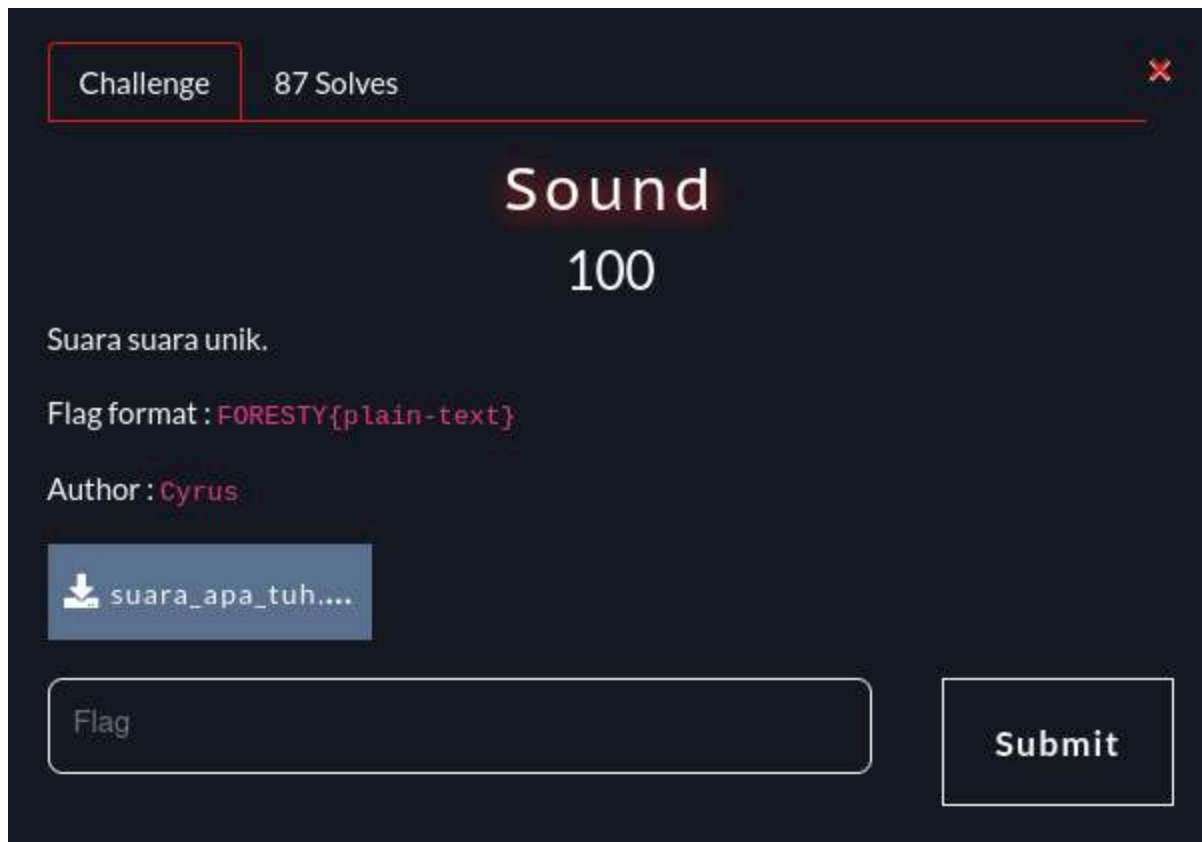 Challenge 87 Solves
Sound
100
Suara suara unik.
Flag format : FORESTY{plain-text}
Author : Cyrus
suara_apa_tuh....
Flag
Submit